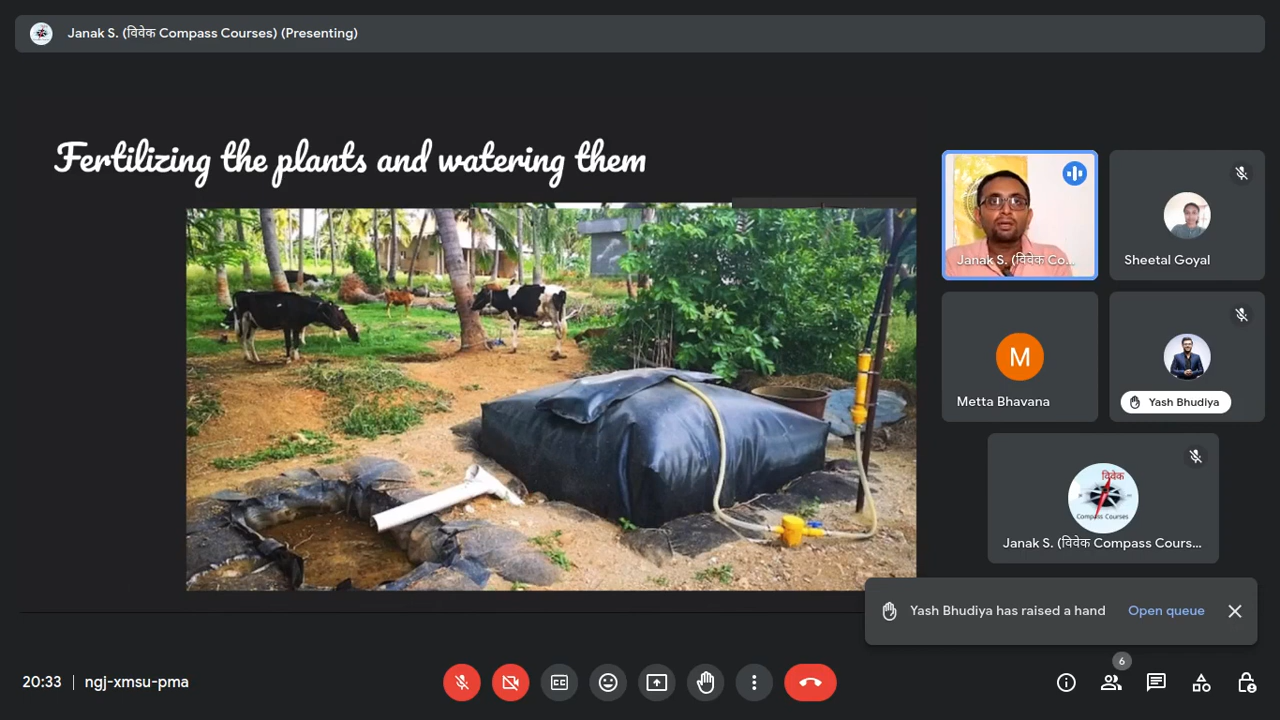 Janak S. (विवेक Compass Courses) (Presenting)
Fertilizing the plants and watering them
Janak S. (विवेक Co...
Sheetal Goyal
M
Metta Bhavana
Yash Bhudiya
विवेक
Compass Courses
Janak S. (विवेक Compass Cours...
Yash Bhudiya has raised a hand
Open queue
20:33
ngj-xmsu-pma
6